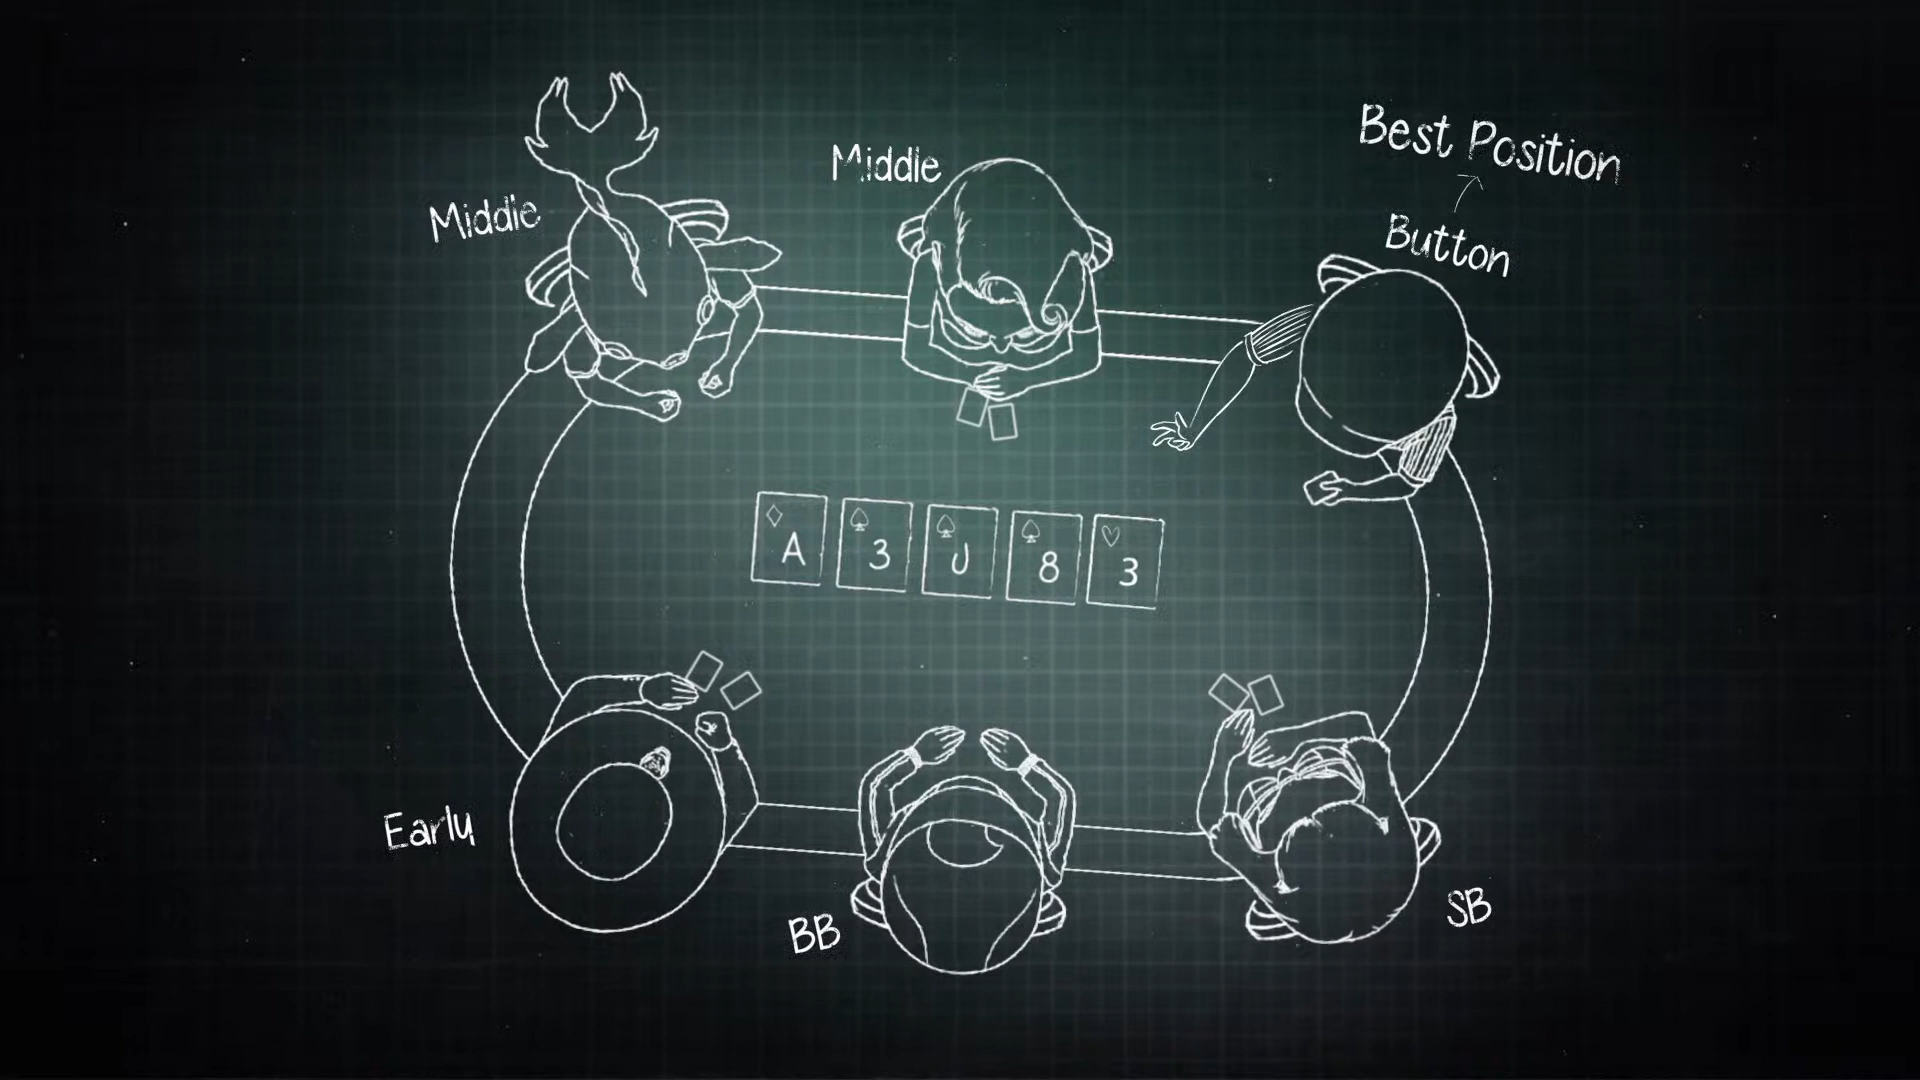 Best Position
Middle
Middle
Button
A
3
J
8
3
Early
SB
BB